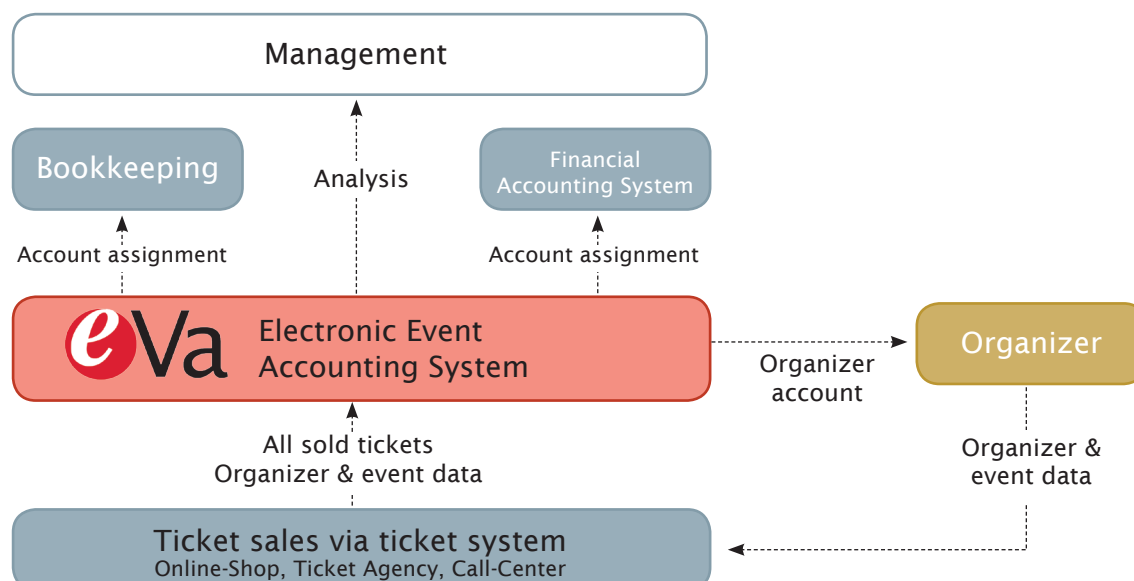 Management
Bookkeeping
Financial
Accounting System
Analysis
Account assignment
Account assignment
eVa
Electronic Event
Accounting System
Organizer
Organizer
account
All sold tickets
Organizer & event data
Organizer &
event data
Ticket sales via ticket system
Online-Shop, Ticket Agency, Call-Center